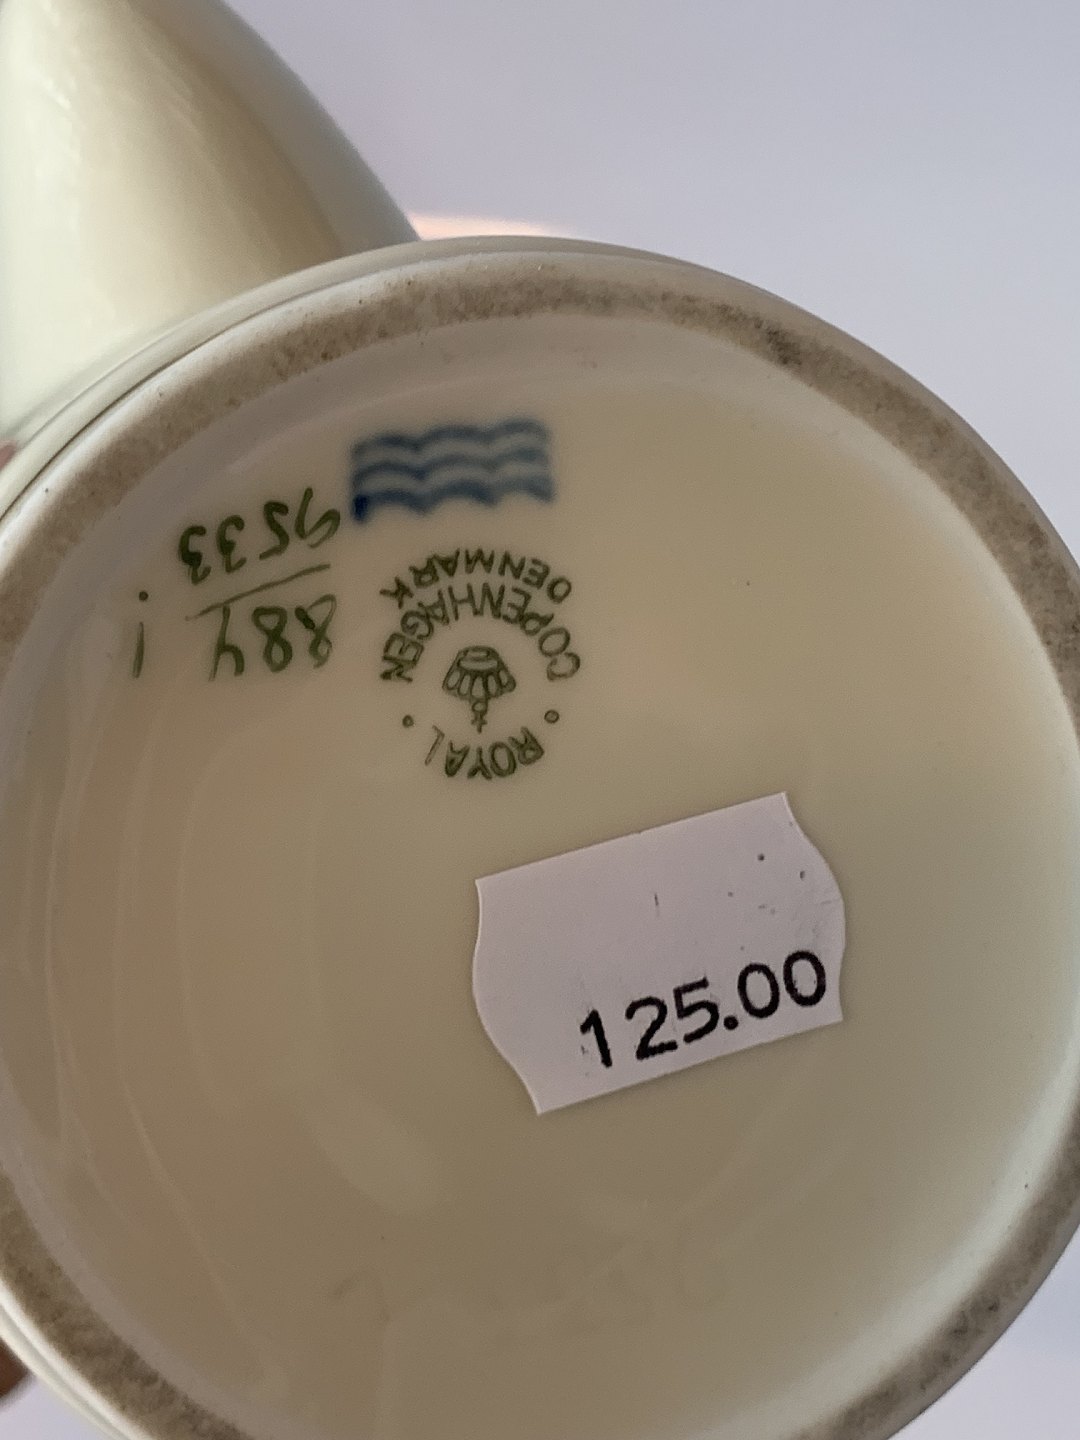 ROYAL
COPENHAGEN
DENMARK
884
9533
125.00